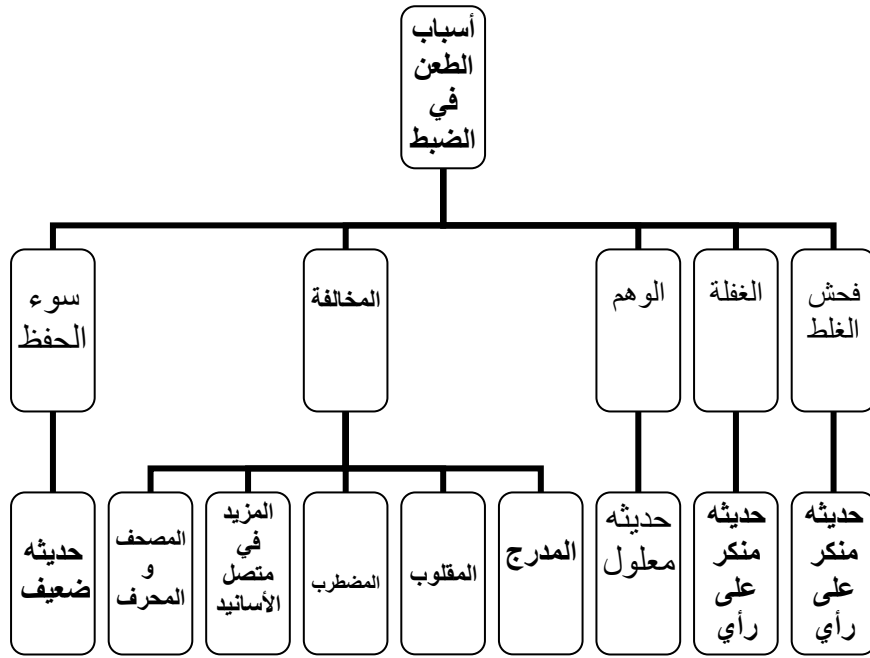 أسباب
الطعن
في
الضبط
فحش
الغلط
الغفلة
الوهم
المخالفة
سوء
الحفظ
حديثه
منكر
على
رأي
حديثه
منكر
على
رأي
حديثه
معلول
المدرج
المقلوب
المضطرب
المزيد
في
متصل
الأسانيد
المصحف
و
المحرف
حديثه
ضعيف